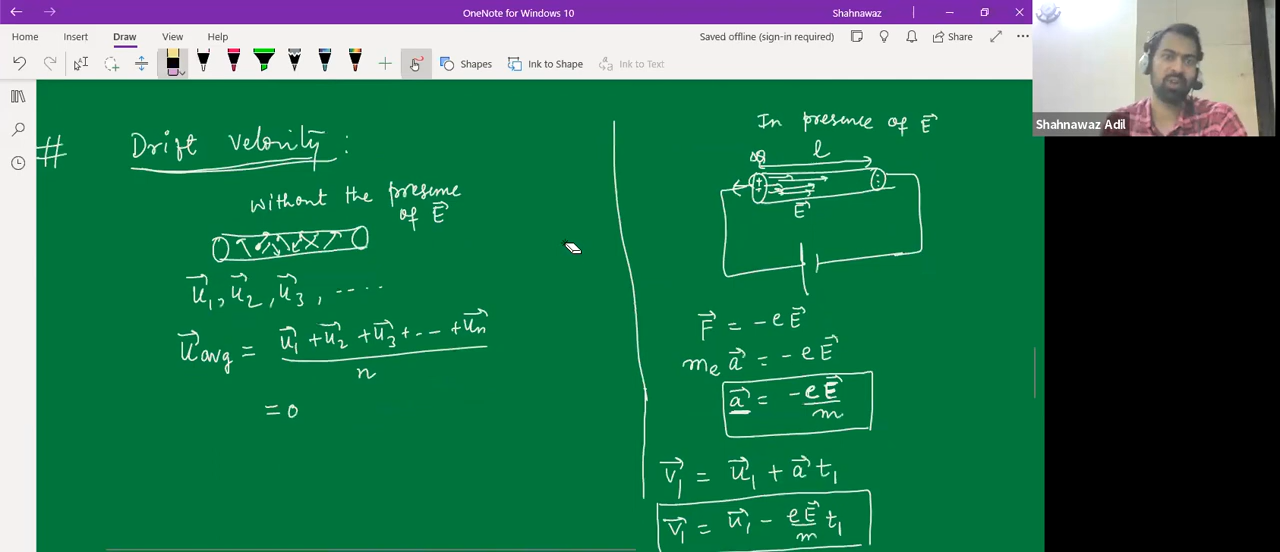 OneNote for Windows 10
Shahnawaz
Home Insert Draw View Help
Saved offline (sign-in required)
Share
Shapes
Ink to Shape
Ink to Text
Shahnawaz Adil
# Drift velocity :
without the presence
of E⃗
u⃗₁, u⃗₂, u⃗₃, ....
u⃗avg = (u⃗₁ + u⃗₂ + u⃗₃ + ... + u⃗n) / n
= 0
In presence of E⃗
l
E⃗
F⃗ = -eE⃗
mₑ a⃗ = -eE⃗
a⃗ = -eE⃗/m
v⃗₁ = u⃗₁ + a⃗ t₁
v⃗₁ = u⃗₁ - eE⃗/m t₁